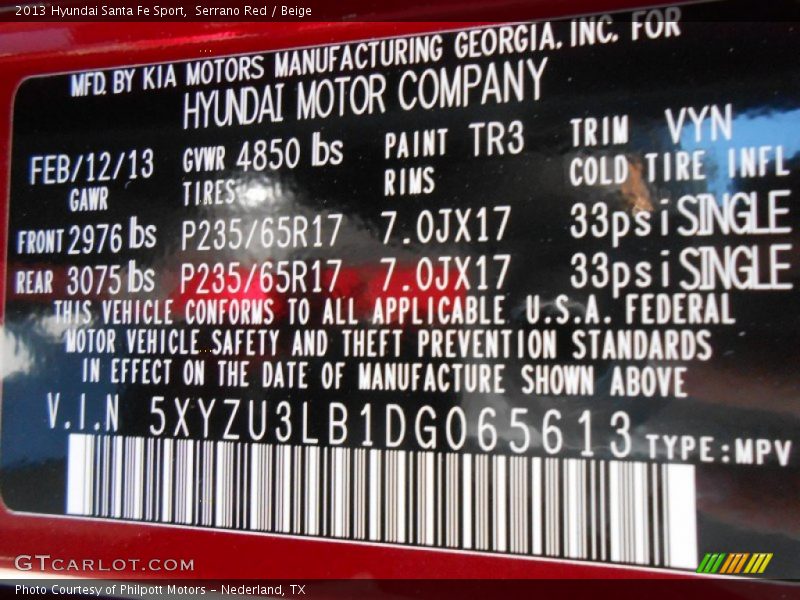 2013 Hyundai Santa Fe Sport,  Serrano Red / Beige
MFD. BY KIA MOTORS MANUFACTURING GEORGIA. INC. FOR
HYUNDAI MOTOR COMPANY
FEB/12/13 GVWR 4850 lbs PAINT TR3 TRIM VYN
GAWR TIRES RIMS COLD TIRE INFL
FRONT 2976 lbs P235/65R17 7.0JX17 33psi SINGLE
REAR 3075 lbs P235/65R17 7.0JX17 33psi SINGLE
THIS VEHICLE CONFORMS TO ALL APPLICABLE U.S.A. FEDERAL
MOTOR VEHICLE SAFETY AND THEFT PREVENTION STANDARDS
IN EFFECT ON THE DATE OF MANUFACTURE SHOWN ABOVE
V.I.N 5XYZU3LB1DG065613 TYPE:MPV
GTCARLOT.COM
Photo Courtesy of Philpott Motors – Nederland, TX